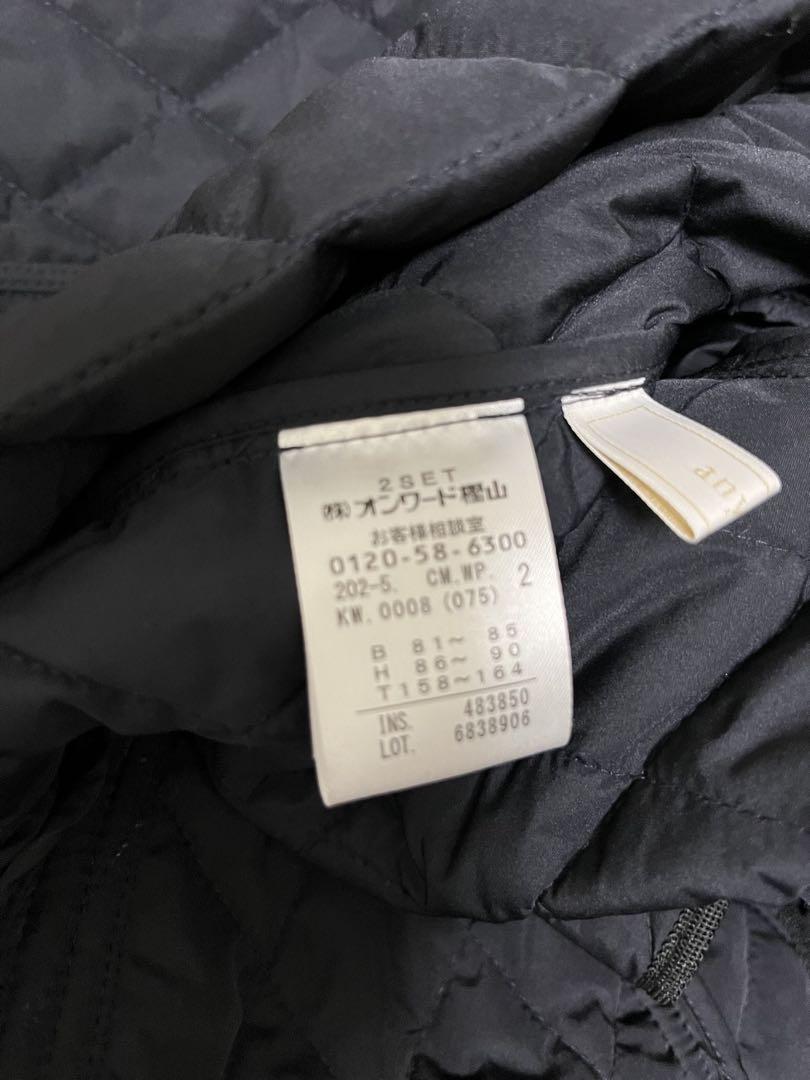 2SET
㈱オンワード樫山
お客様相談室
0120-58-6300
202-5. CM.WP. 2
KW. 0008 (075)
B 81～ 85
H 86～ 90
T 158～164
INS. 483850
LOT. 6838906